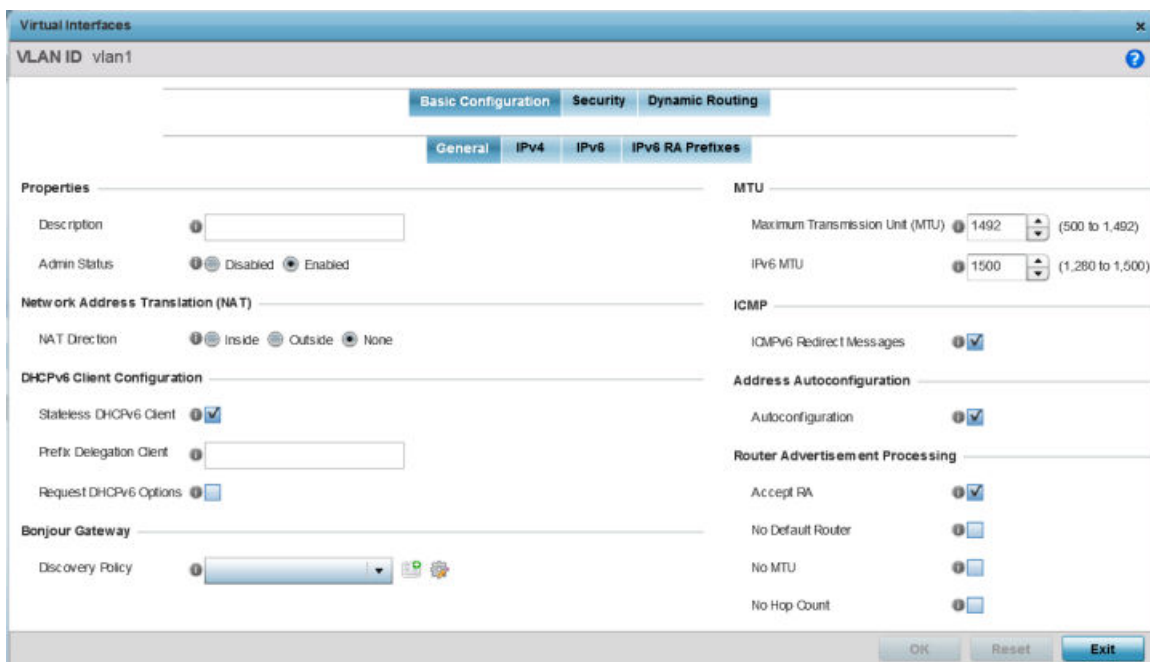 Virtual Interfaces
VLAN ID vlan1
Basic Configuration Security Dynamic Routing
General IPv4 IPv6 IPv6 RA Prefixes
Properties
Description
Admin Status Disabled Enabled
Network Address Translation (NAT)
NAT Direction Inside Outside None
DHCPv6 Client Configuration
Stateless DHCPv6 Client
Prefix Delegation Client
Request DHCPv6 Options
Bonjour Gateway
Discovery Policy
MTU
Maximum Transmission Unit (MTU) 1492 (500 to 1,492)
IPv6 MTU 1500 (1,280 to 1,500)
ICMP
ICMPv6 Redirect Messages
Address Autoconfiguration
Autoconfiguration
Router Advertisement Processing
Accept RA
No Default Router
No MTU
No Hop Count
OK Reset Exit